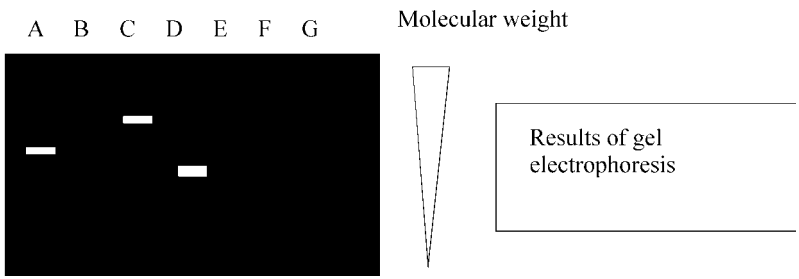 Molecular weight
A B C D E F G
Results of gel
electrophoresis